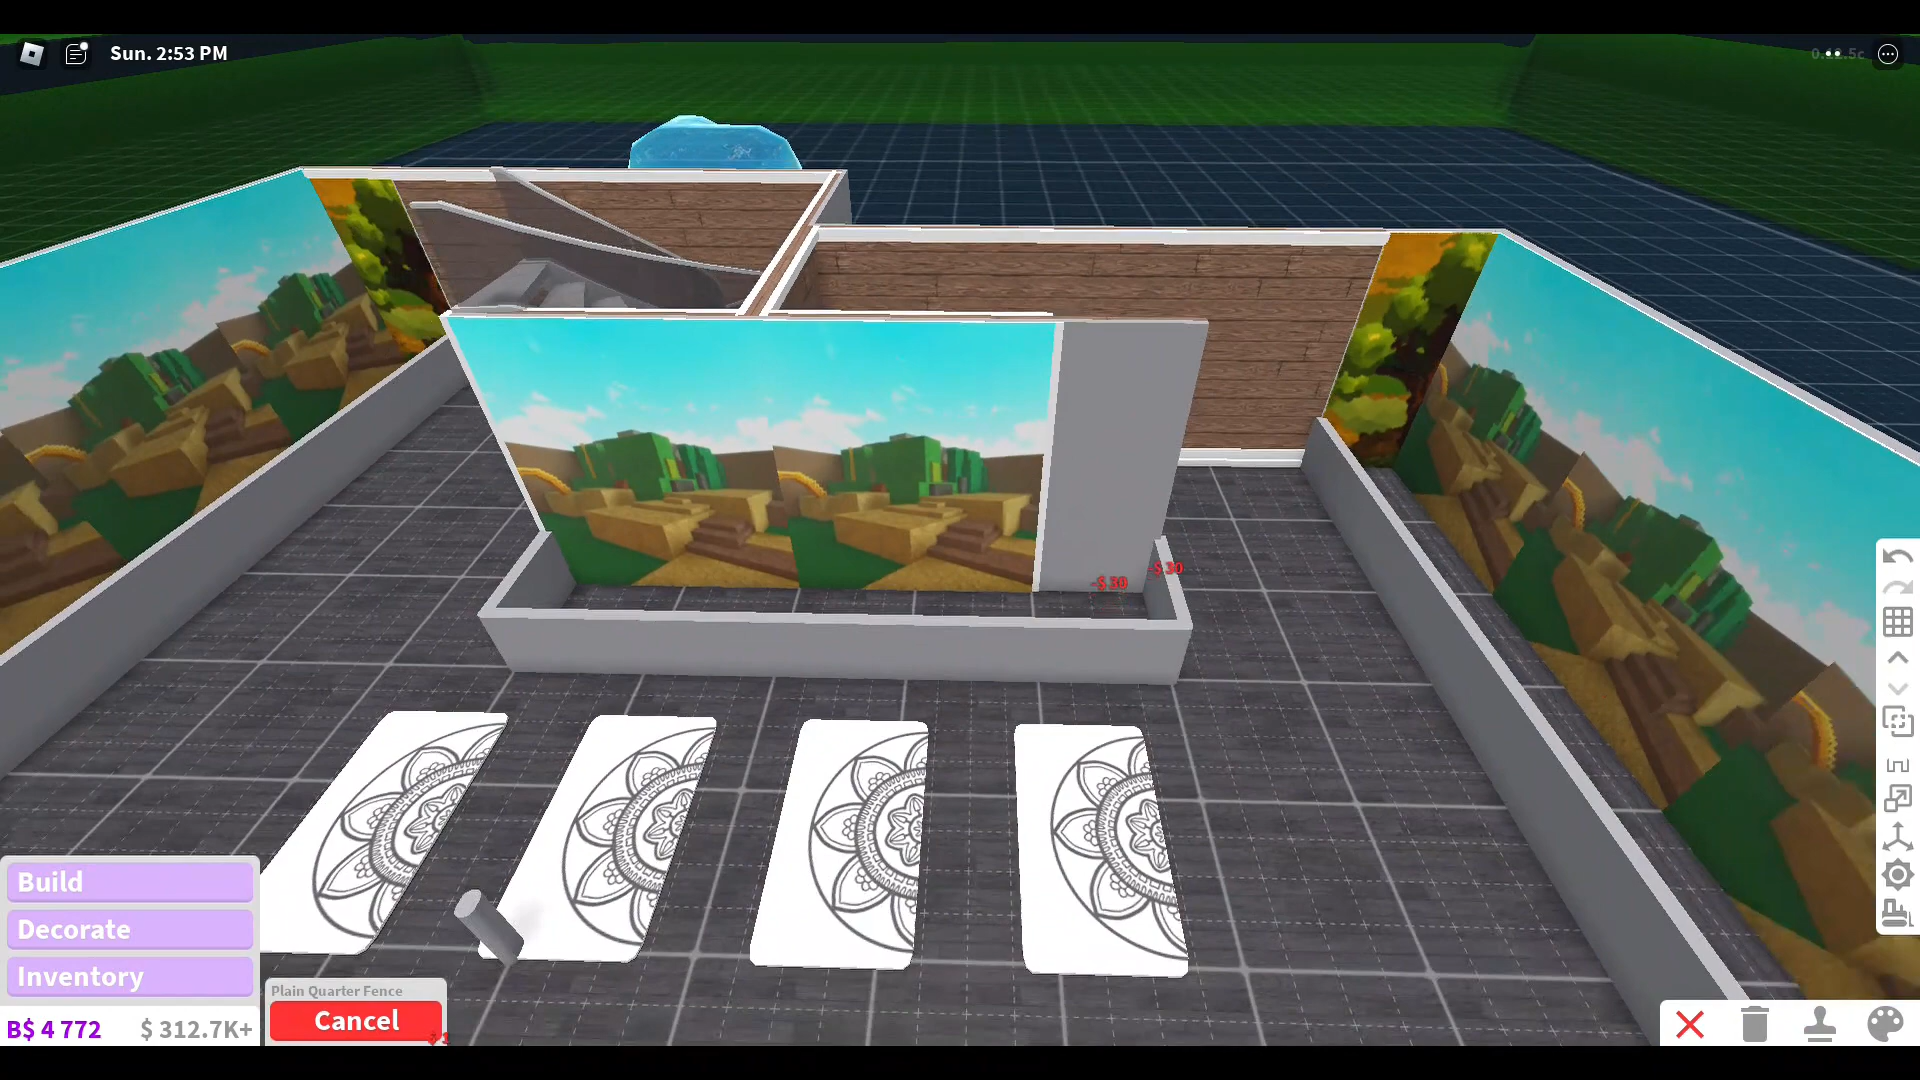 Sun. 2:53 PM
-$ 30
-$ 30
Build
Decorate
Inventory
Plain Quarter Fence
Cancel
B$ 4 772
$ 312.7K+